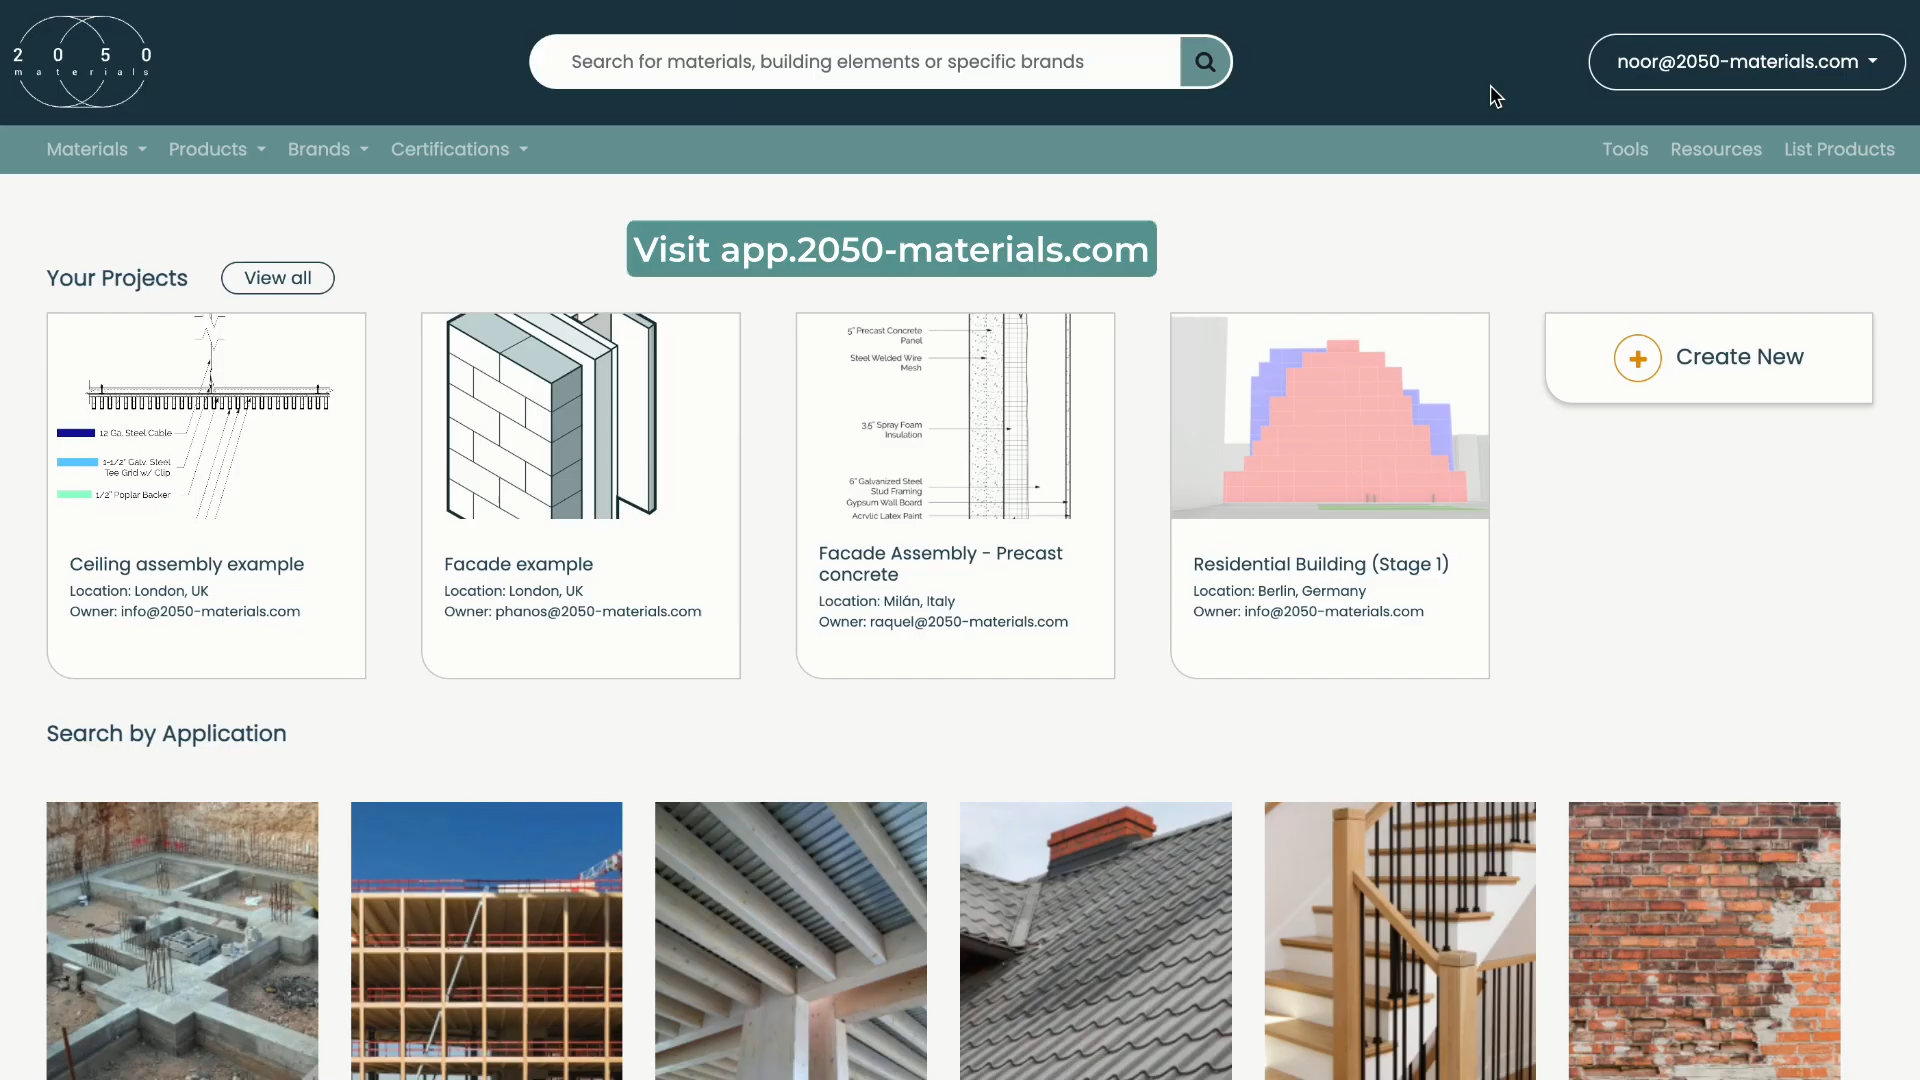 2 0 5 0
materials
Search for materials, building elements or specific brands
noor@2050-materials.com
Materials
Products
Brands
Certifications
Tools
Resources
List Products
Visit app.2050-materials.com
Your Projects
View all
12 Ga. Steel Cable
1-1/2" Galv. Steel
Tee Grid w/ Clip
1/2" Poplar Backer
5" Precast Concrete
Panel
Steel Welded Wire
Mesh
3.5" Spray Foam
Insulation
6" Galvanized Steel
Stud Framing
Gypsum Wall Board
Acrylic Latex Paint
Create New
Ceiling assembly example
Location: London, UK
Owner: info@2050-materials.com
Facade example
Location: London, UK
Owner: phanos@2050-materials.com
Facade Assembly - Precast
concrete
Location: Milán, Italy
Owner: raquel@2050-materials.com
Residential Building (Stage 1)
Location: Berlin, Germany
Owner: info@2050-materials.com
Search by Application